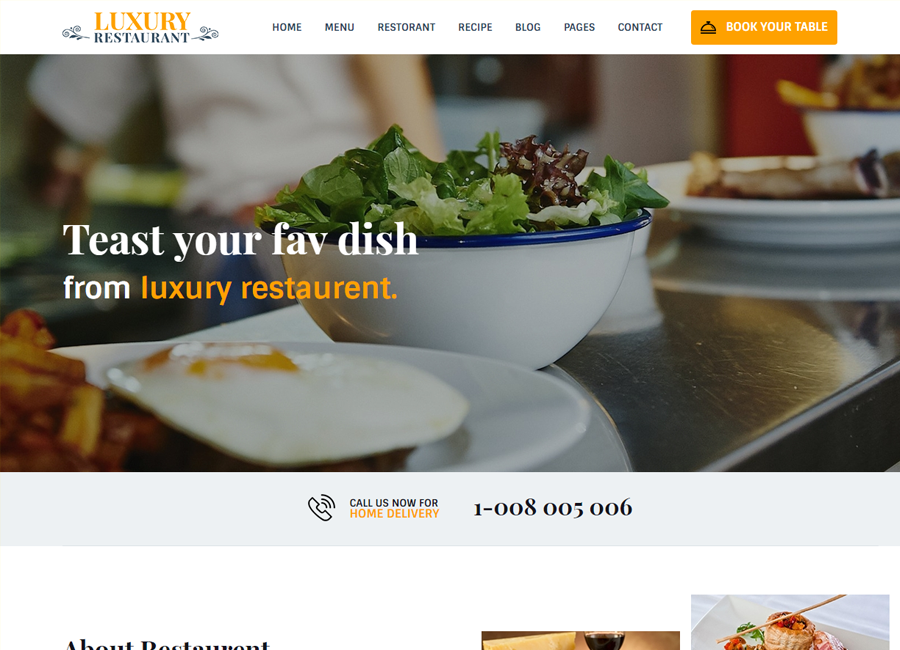 LUXURY
RESTAURANT
HOME MENU RESTORANT RECIPE BLOG PAGES CONTACT
BOOK YOUR TABLE
Teast your fav dish
from luxury restaurent.
CALL US NOW FOR
HOME DELIVERY
1-008 005 006
About Restaurent